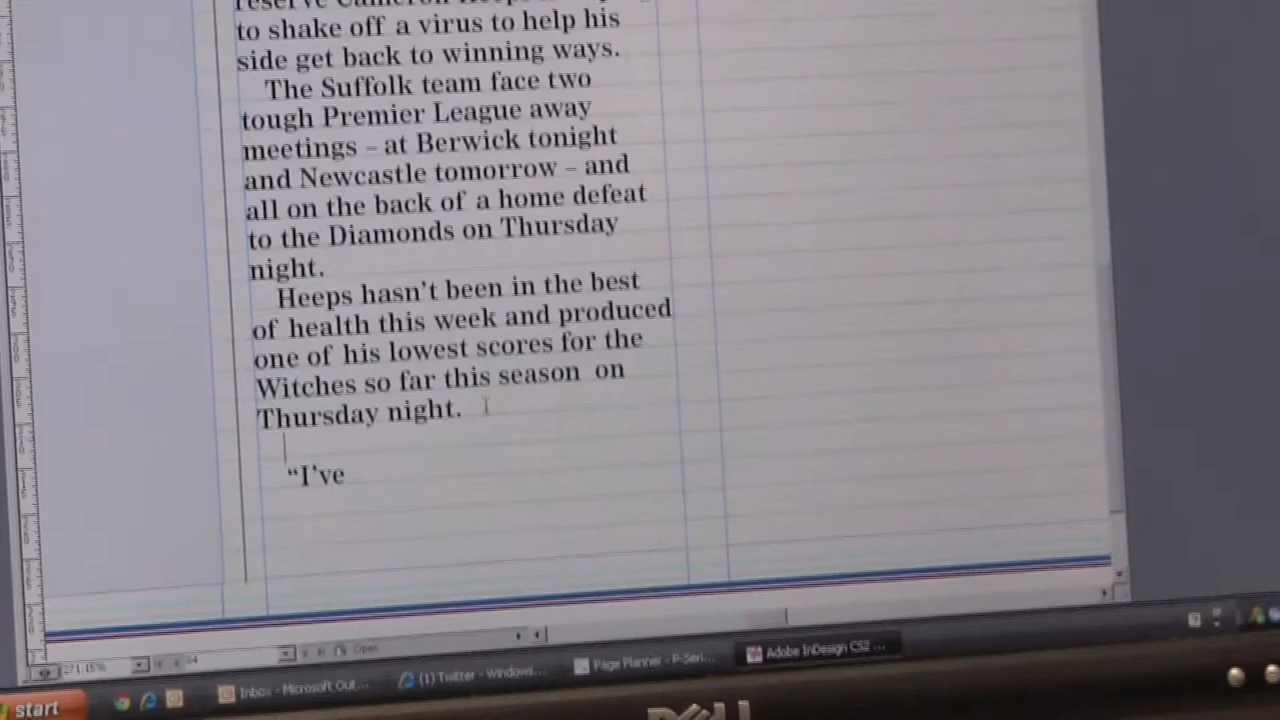 to shake off a virus to help his
side get back to winning ways.
The Suffolk team face two
tough Premier League away
meetings – at Berwick tonight
and Newcastle tomorrow – and
all on the back of a home defeat
to the Diamonds on Thursday
night.
Heeps hasn't been in the best
of health this week and produced
one of his lowest scores for the
Witches so far this season on
Thursday night.
“I've
271.15%
Open
start
Inbox - Microsoft Out...
(1) Twitter - Windows...
Page Planner - P-Seri...
Adobe InDesign CS2 ...
DELL